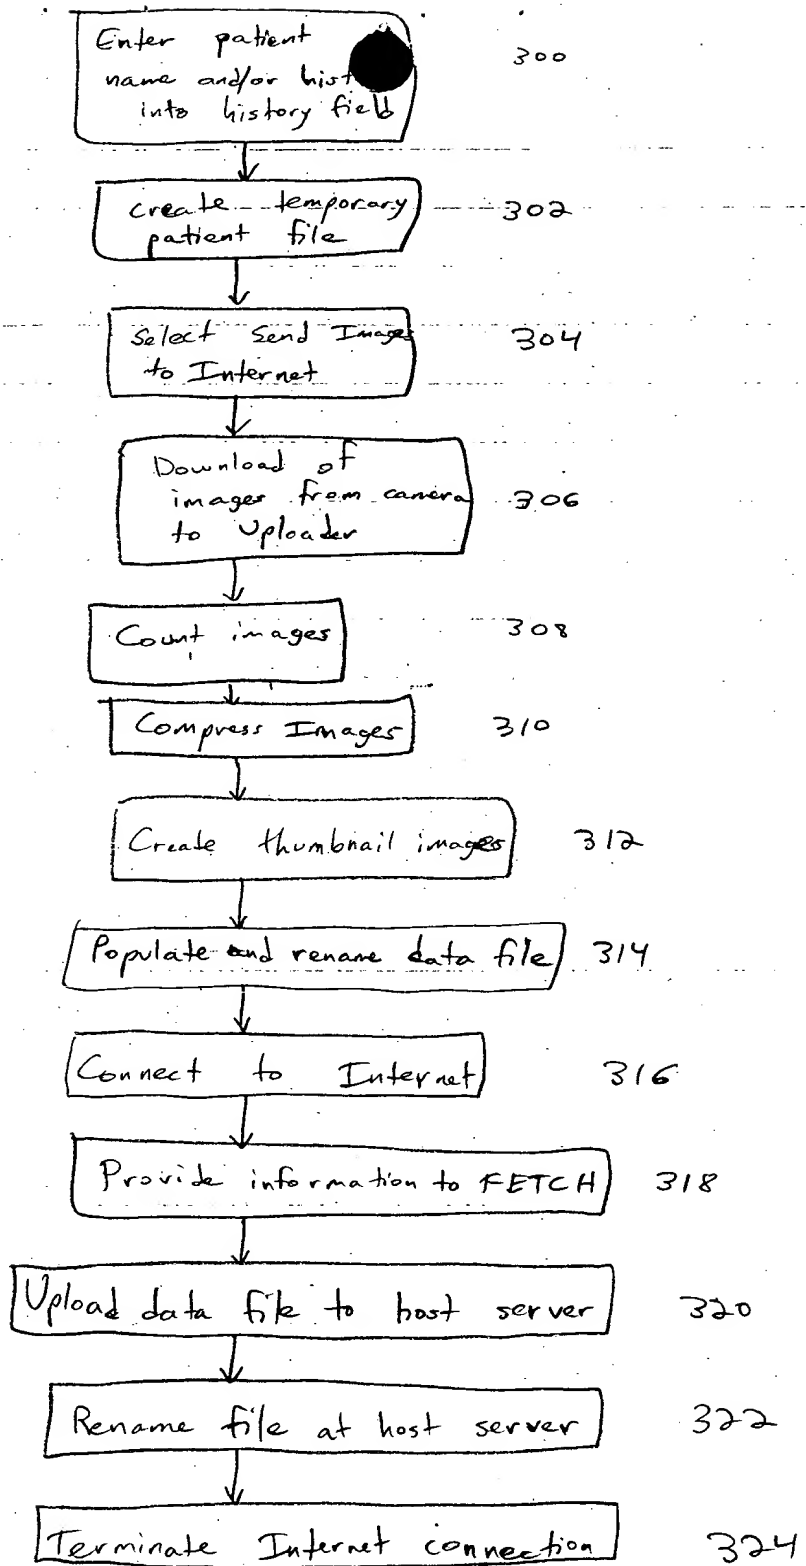 Enter patient
name and/or hist
into history field
300
create temporary
patient file
302
Select Send Images
to Internet
304
Download of
images from camera
to Uploader
306
Count images
308
Compress Images
310
Create thumbnail images
312
Populate and rename data file
314
Connect to Internet
316
Provide information to FETCH
318
Upload data file to host server
320
Rename file at host server
322
Terminate Internet connection
324